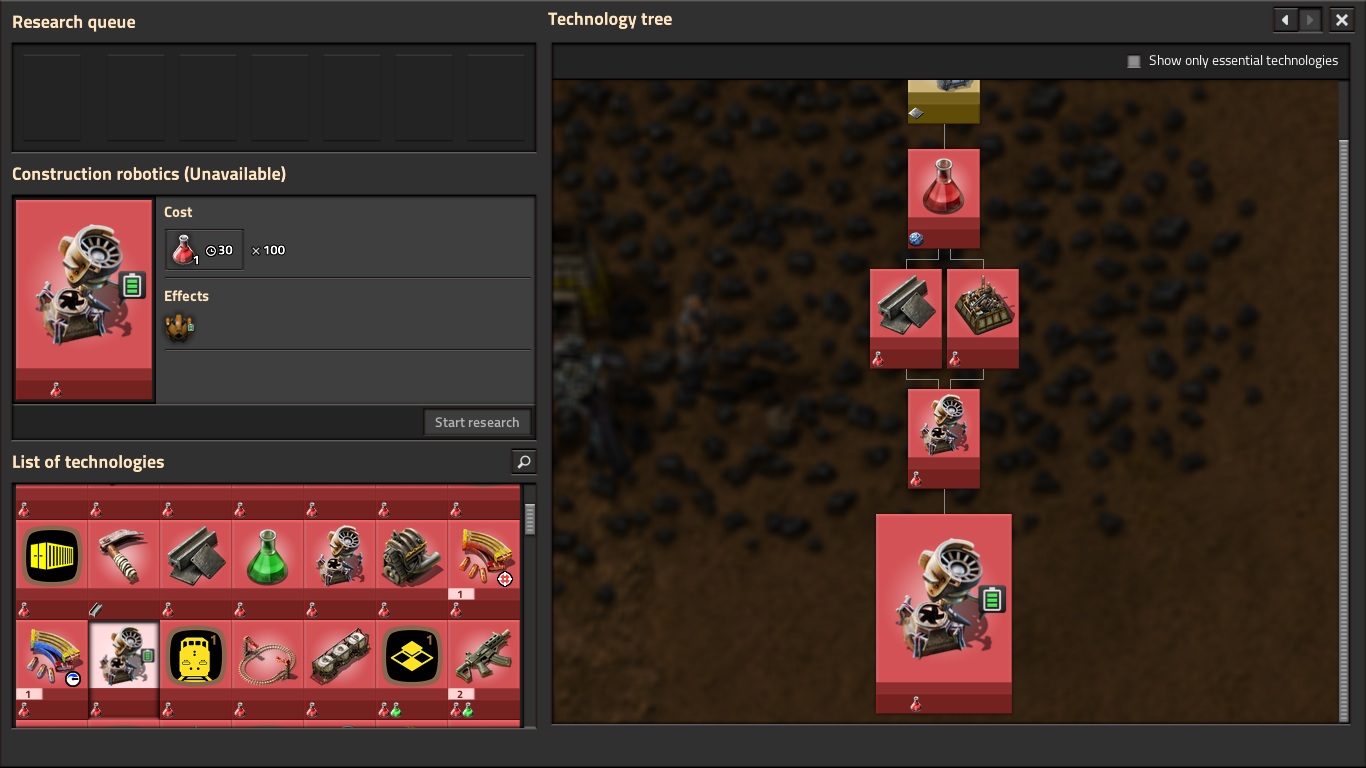 Research queue
Technology tree
Show only essential technologies
Construction robotics (Unavailable)
Cost
1
30
× 100
Effects
Start research
List of technologies
1
1
1
1
2